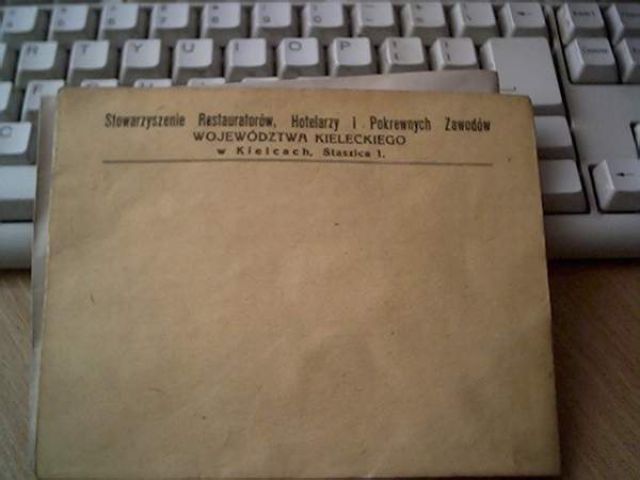 Stowarzyszenie Restauratorów, Hotelarzy i Pokrewnych Zawodów
WOJEWÓDZTWA KIELECKIEGO
w Kielcach, Staszica 1.
R T Y U I O P